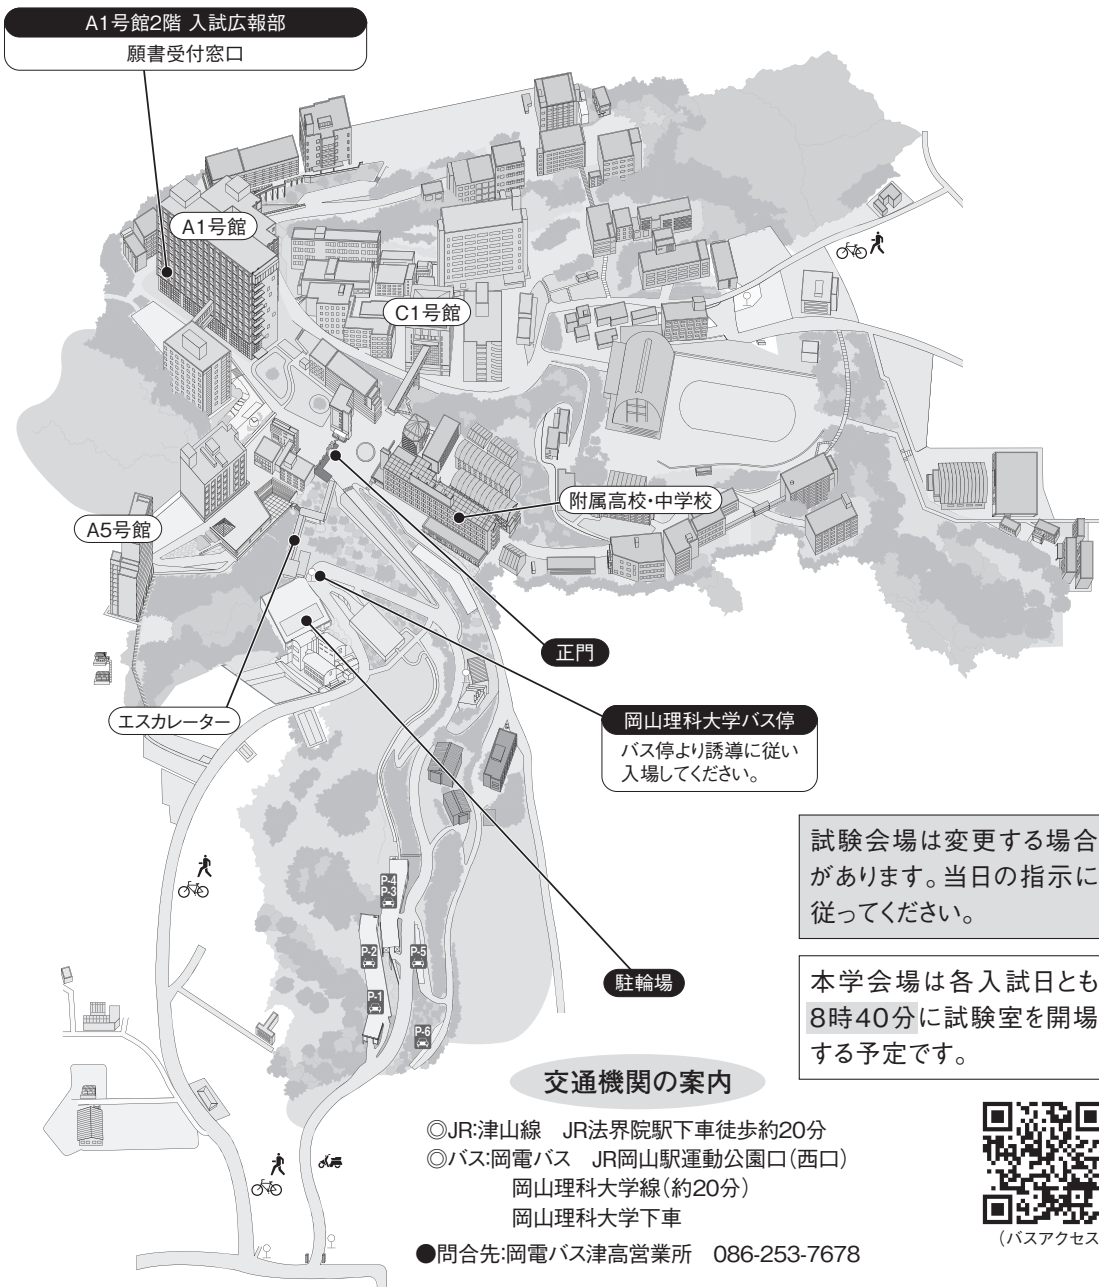 A1号館2階 入試広報部
願書受付窓口
A1号館
C1号館
附属高校・中学校
A5号館
正門
エスカレーター
岡山理科大学バス停
バス停より誘導に従い
入場してください。
試験会場は変更する場合
があります。当日の指示に
従ってください。
P-4
P-3
P-2
P-5
駐輪場
P-1
P-6
本学会場は各入試日とも
8時40分に試験室を開場
する予定です。
交通機関の案内
◎JR:津山線 JR法界院駅下車徒歩約20分
◎バス:岡電バス JR岡山駅運動公園口(西口)
岡山理科大学線(約20分)
岡山理科大学下車
●問合先:岡電バス津高営業所 086-253-7678
(バスアクセス